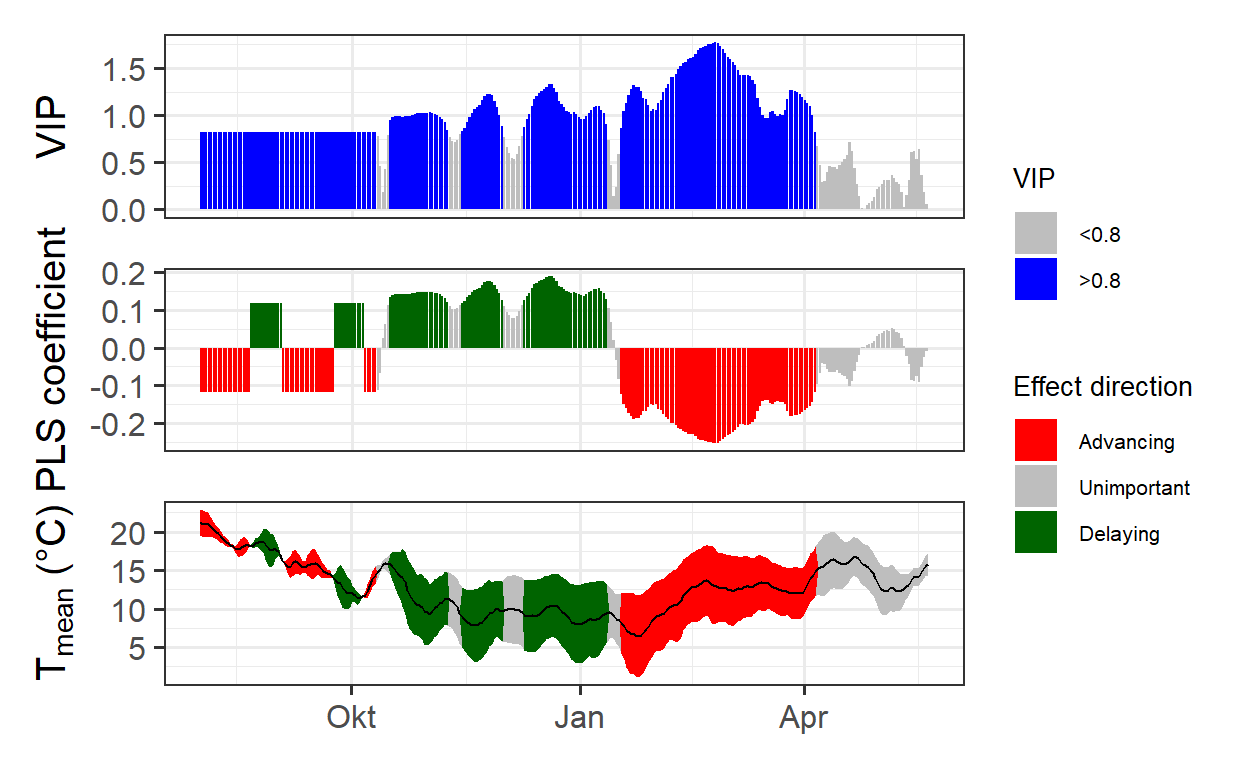 VIP
1.5
1.0
0.5
0.0
PLS coefficient
0.2
0.1
0.0
-0.1
-0.2
Tmean (°C)
20
15
10
5
Okt Jan Apr
VIP
<0.8
>0.8
Effect direction
Advancing
Unimportant
Delaying